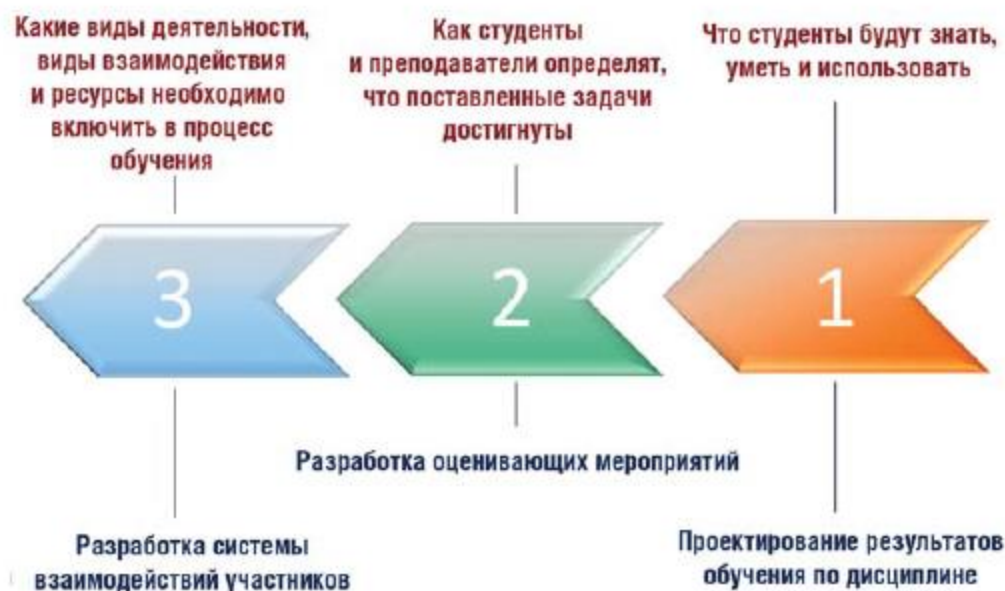 Какие виды деятельности,
виды взаимодействия
и ресурсы необходимо
включить в процесс
обучения
Как студенты
и преподаватели определят,
что поставленные задачи
достигнуты
Что студенты будут знать,
уметь и использовать
3
2
1
Разработка оценивающих мероприятий
Разработка системы
взаимодействий участников
Проектирование результатов
обучения по дисциплине